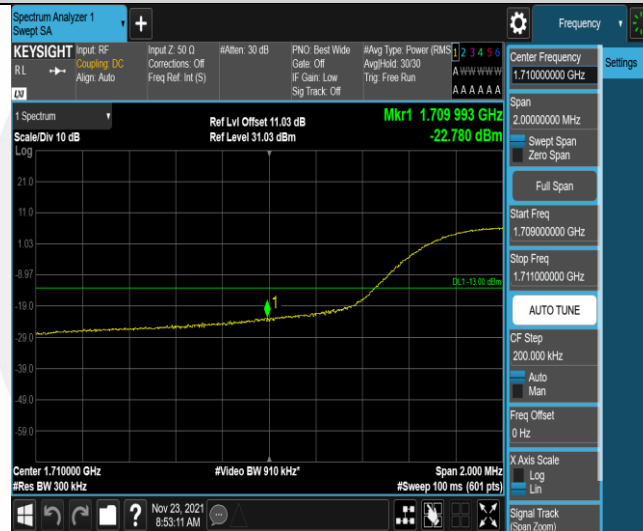 Spectrum Analyzer 1
Swept SA
+
Frequency
KEYSIGHT
RL
LXI
Input: RF
Coupling: DC
Align: Auto
Input Z: 50 Ω
Corrections: Off
Freq Ref: Int (S)
#Atten: 30 dB
PNO: Best Wide
Gate: Off
IF Gain: Low
Sig Track: Off
#Avg Type: Power (RMS
Avg|Hold: 30/30
Trig: Free Run
1 2 3 4 5 6
A W W W W W
A A A A A A
1 Spectrum
Scale/Div 10 dB
Log
Ref Lvl Offset 11.03 dB
Ref Level 31.03 dBm
Mkr1 1.709 993 GHz
-22.780 dBm
21.0
11.0
1.03
-8.97
-19.0
-29.0
-39.0
-49.0
-59.0
DL1 -13.00 dBm
1
Center 1.710000 GHz
#Res BW 300 kHz
#Video BW 910 kHz*
Span 2.000 MHz
#Sweep 100 ms (601 pts)
Nov 23, 2021
8:53:11 AM
Center Frequency
1.710000000 GHz
Span
2.00000000 MHz
Swept Span
Zero Span
Full Span
Start Freq
1.709000000 GHz
Stop Freq
1.711000000 GHz
AUTO TUNE
CF Step
200.000 kHz
Auto
Man
Freq Offset
0 Hz
X Axis Scale
Log
Lin
Signal Track
(Span Zoom)
Settings